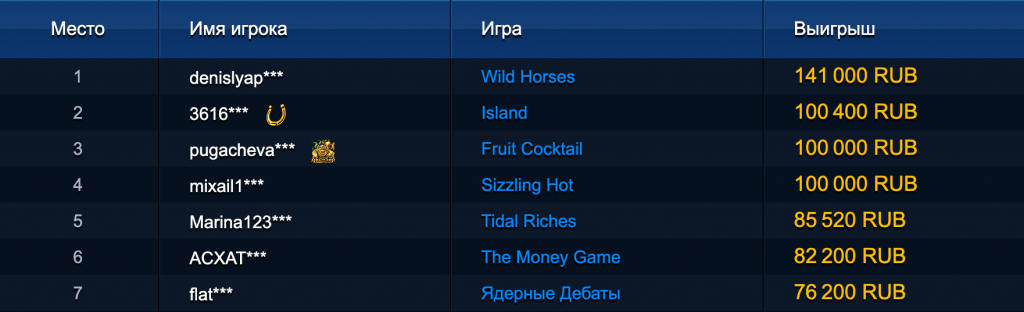 Место Имя игрока Игра Выигрыш
1 denislyap*** Wild Horses 141 000 RUB
2 3616*** Island 100 400 RUB
3 pugacheva*** Fruit Cocktail 100 000 RUB
4 mixail1*** Sizzling Hot 100 000 RUB
5 Marina123*** Tidal Riches 85 520 RUB
6 ACXAT*** The Money Game 82 200 RUB
7 flat*** Ядерные Дебаты 76 200 RUB